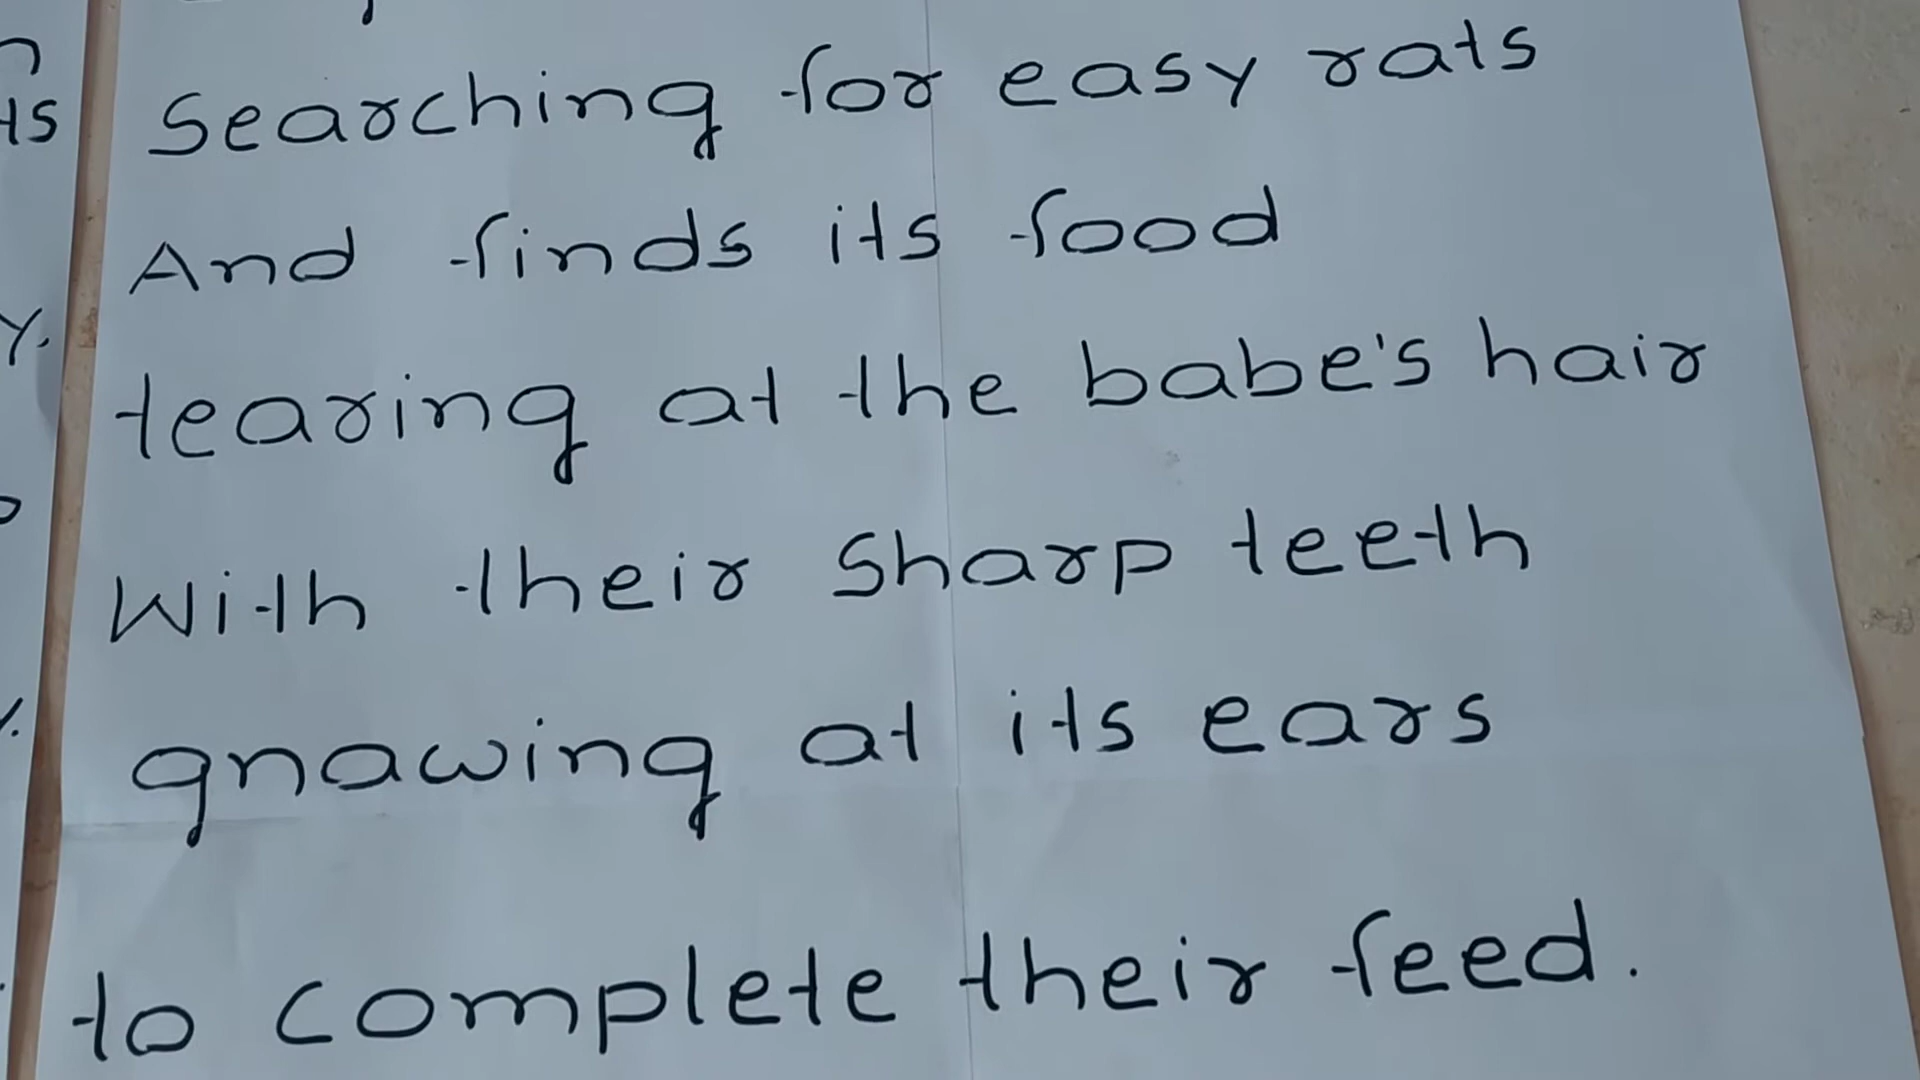 Searching for easy rats
And finds its food
tearing at the babe's hair
With their sharp teeth
gnawing at its ears
to complete their feed.